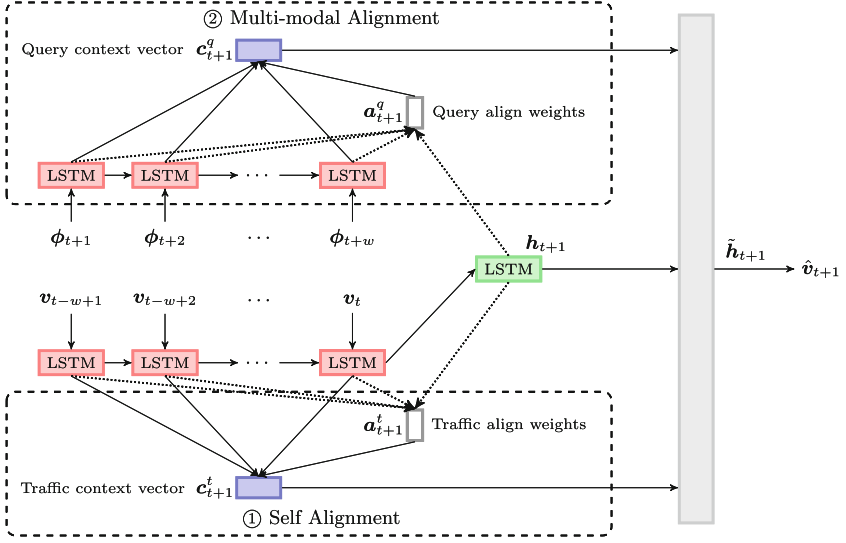 ② Multi-modal Alignment
Query context vector c^q_{t+1}
a^q_{t+1} Query align weights
LSTM LSTM ··· LSTM
ϕ_{t+1} ϕ_{t+2} ··· ϕ_{t+w}
h_{t+1}
LSTM
h̃_{t+1} v̂_{t+1}
v_{t−w+1} v_{t−w+2} ··· v_t
LSTM LSTM ··· LSTM
a^t_{t+1} Traffic align weights
Traffic context vector c^t_{t+1}
① Self Alignment